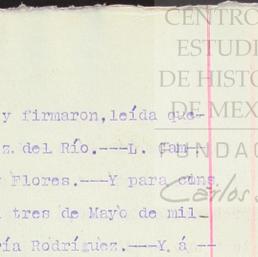 CENTRO
ESTUDI
DE HISTO
DE MEX
FUNDAC
Carlos S
y firmaron, leída que-
z. del Río.---L. Cam-
Flores.---Y para cons
tres de Mayo de mil-
ría Rodríguez.---Y. á --